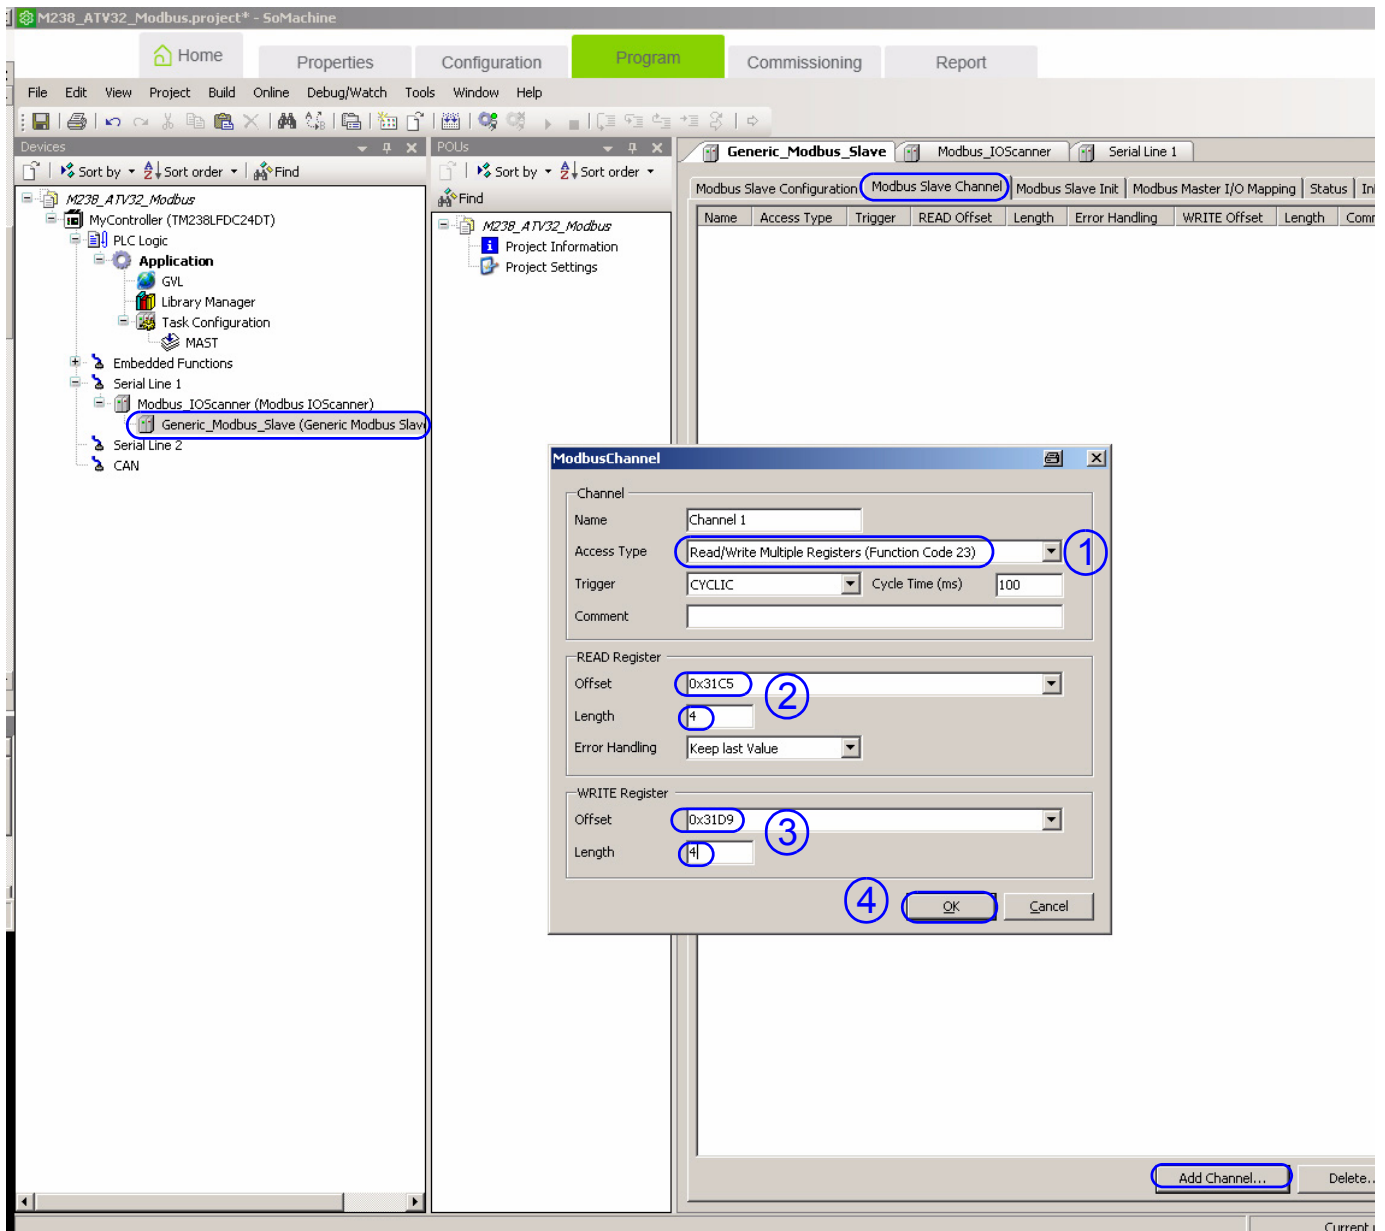 M238_ATV32_Modbus.project* - SoMachine
Home Properties Configuration Program Commissioning Report
File Edit View Project Build Online Debug/Watch Tools Window Help
Devices
Sort by Sort order Find
M238_ATV32_Modbus
MyController (TM238LFDC24DT)
PLC Logic
Application
GVL
Library Manager
Task Configuration
MAST
Embedded Functions
Serial Line 1
Modbus_IOScanner (Modbus IOScanner)
Generic_Modbus_Slave (Generic Modbus Slav
Serial Line 2
CAN
POUs
Sort by Sort order
Find
M238_ATV32_Modbus
Project Information
Project Settings
Generic_Modbus_Slave Modbus_IOScanner Serial Line 1
Modbus Slave Configuration Modbus Slave Channel Modbus Slave Init Modbus Master I/O Mapping Status
Name Access Type Trigger READ Offset Length Error Handling WRITE Offset Length Comm
ModbusChannel
Channel
Name Channel 1
Access Type Read/Write Multiple Registers (Function Code 23) 1
Trigger CYCLIC Cycle Time (ms) 100
Comment
READ Register
Offset 0x31C5 2
Length 4
Error Handling Keep last Value
WRITE Register
Offset 0x31D9 3
Length 4
4 OK Cancel
Add Channel... Delete..
Current